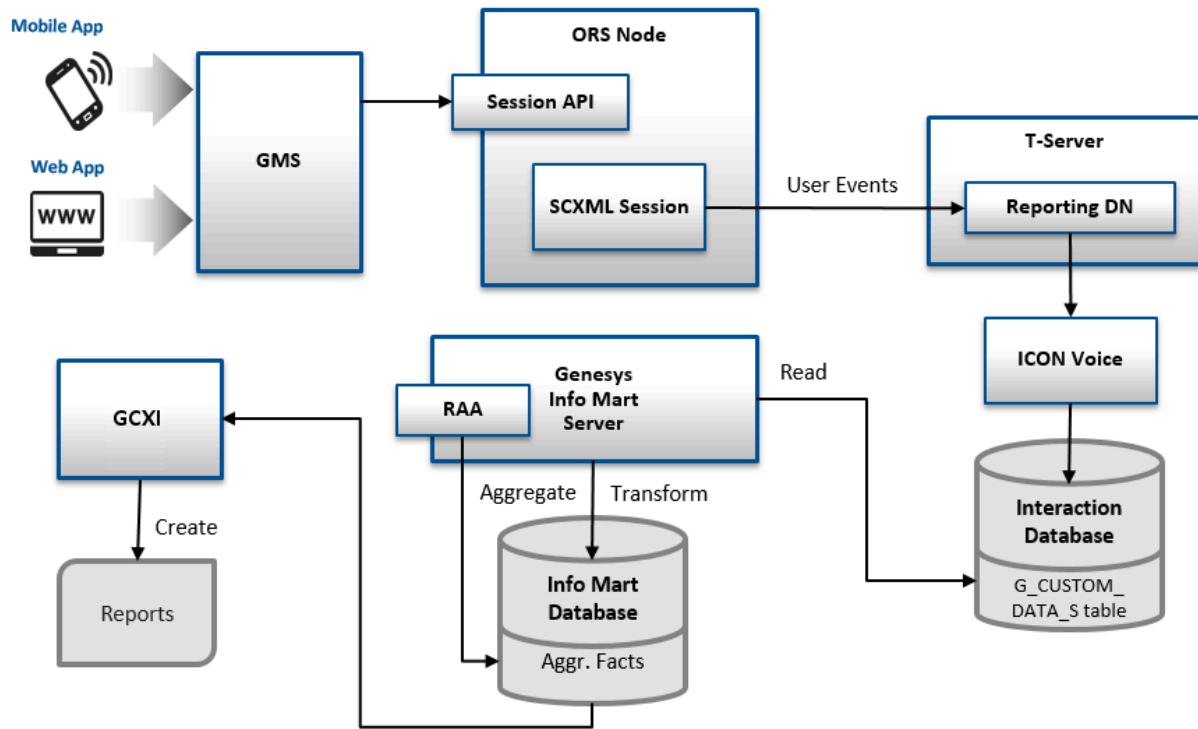 Mobile App
Web App
WWW
GMS
ORS Node
Session API
SCXML Session
User Events
T-Server
Reporting DN
ICON Voice
Interaction
Database
G_CUSTOM_
DATA_S table
Read
Genesys
Info Mart
Server
RAA
Aggregate
Transform
Info Mart
Database
Aggr. Facts
GCXI
Create
Reports